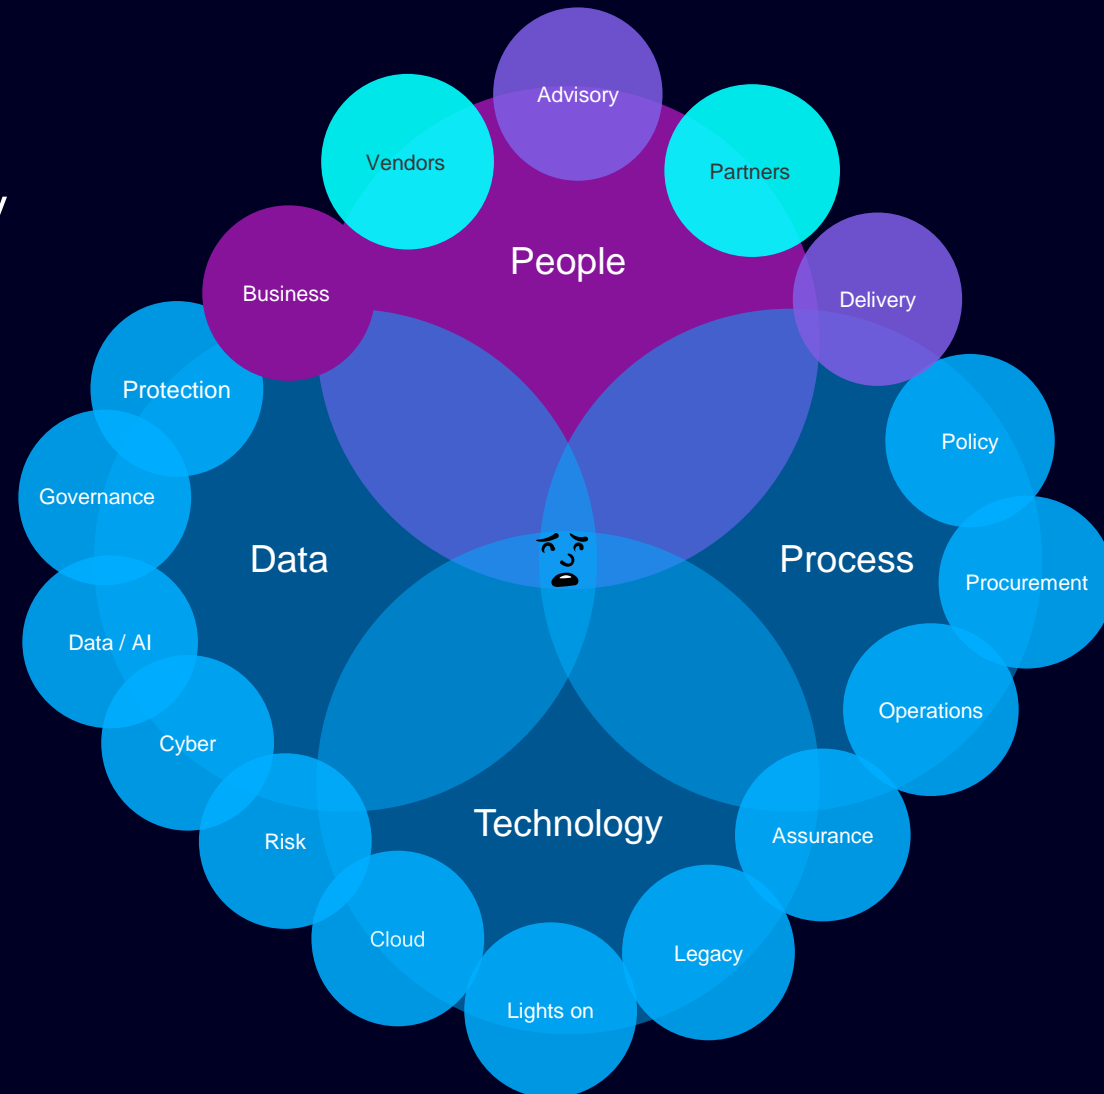 Advisory
Vendors
Partners
People
Business
Delivery
Protection
Policy
Governance
Data
Process
Procurement
Data / AI
Operations
Cyber
Technology
Risk
Assurance
Cloud
Legacy
Lights on